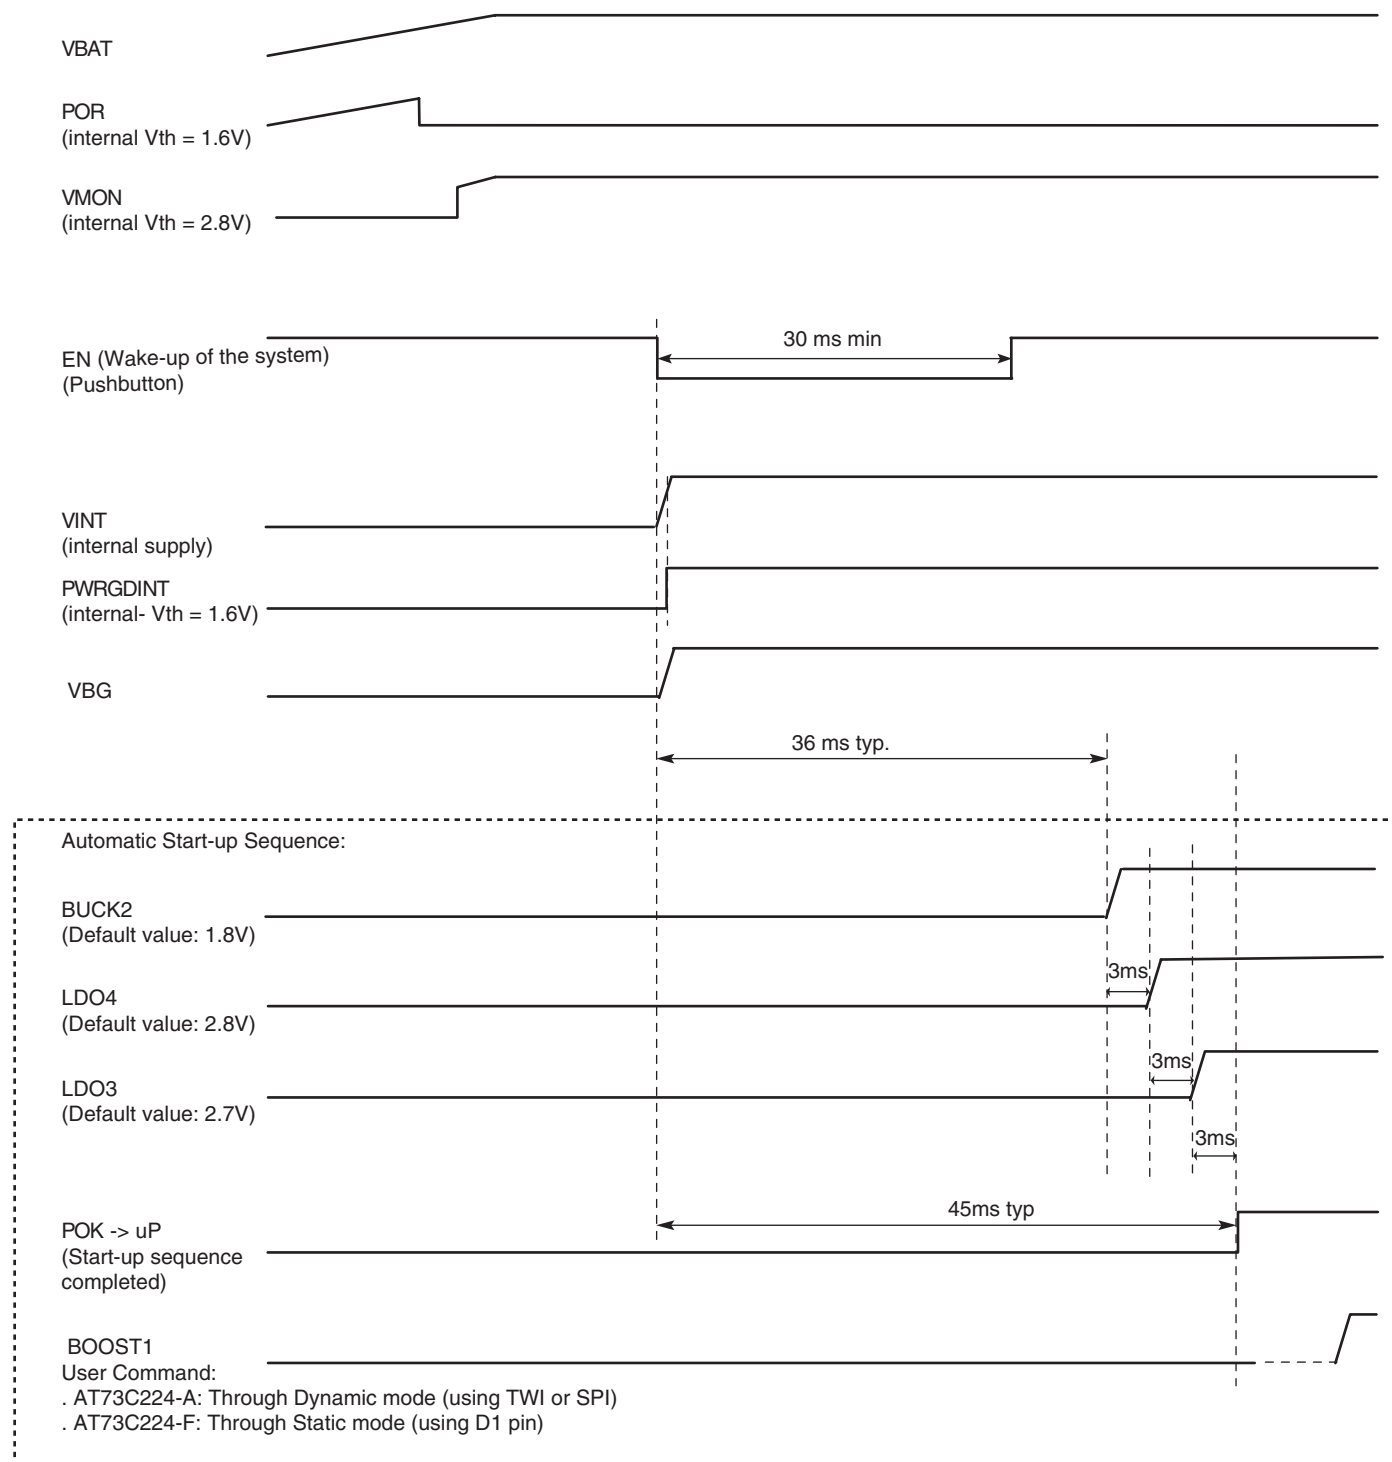 VBAT
POR
(internal Vth = 1.6V)
VMON
(internal Vth = 2.8V)
30 ms min
EN (Wake-up of the system)
(Pushbutton)
VINT
(internal supply)
PWRGDINT
(internal- Vth = 1.6V)
VBG
36 ms typ.
Automatic Start-up Sequence:
BUCK2
(Default value: 1.8V)
3ms
LDO4
(Default value: 2.8V)
3ms
LDO3
(Default value: 2.7V)
3ms
45ms typ
POK -> uP
(Start-up sequence
completed)
BOOST1
User Command:
. AT73C224-A: Through Dynamic mode (using TWI or SPI)
. AT73C224-F: Through Static mode (using D1 pin)